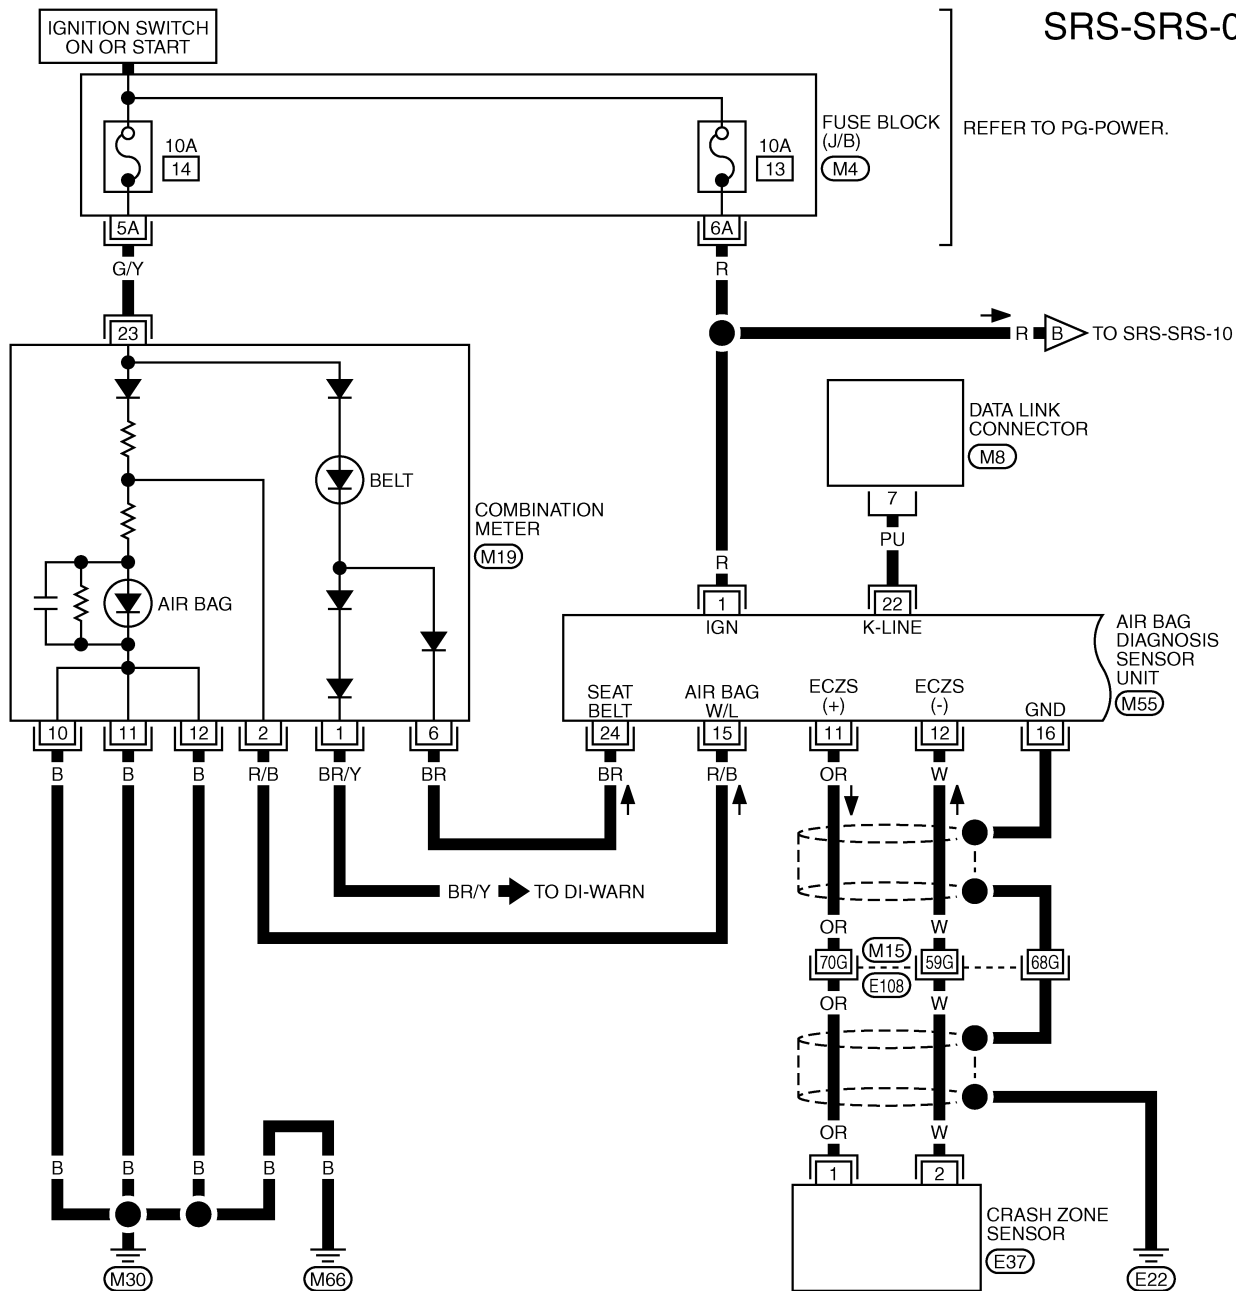 SRS-SRS-0
IGNITION SWITCH
ON OR START
10A
14
10A
13
FUSE BLOCK
(J/B)
M4
REFER TO PG-POWER.
5A
6A
G/Y
R
23
R
B
TO SRS-SRS-10
DATA LINK
CONNECTOR
M8
7
PU
BELT
COMBINATION
METER
M19
AIR BAG
R
1
22
IGN
K-LINE
AIR BAG
DIAGNOSIS
SENSOR
UNIT
M55
SEAT
BELT
AIR BAG
W/L
ECZS
(+)
ECZS
(-)
GND
10
11
12
2
1
6
24
15
11
12
16
B
B
B
R/B
BR/Y
BR
BR
R/B
OR
W
BR/Y
TO DI-WARN
OR
W
70G
M15
59G
68G
E108
OR
W
OR
W
B
B
B
B
B
1
2
CRASH ZONE
SENSOR
E37
M30
M66
E22